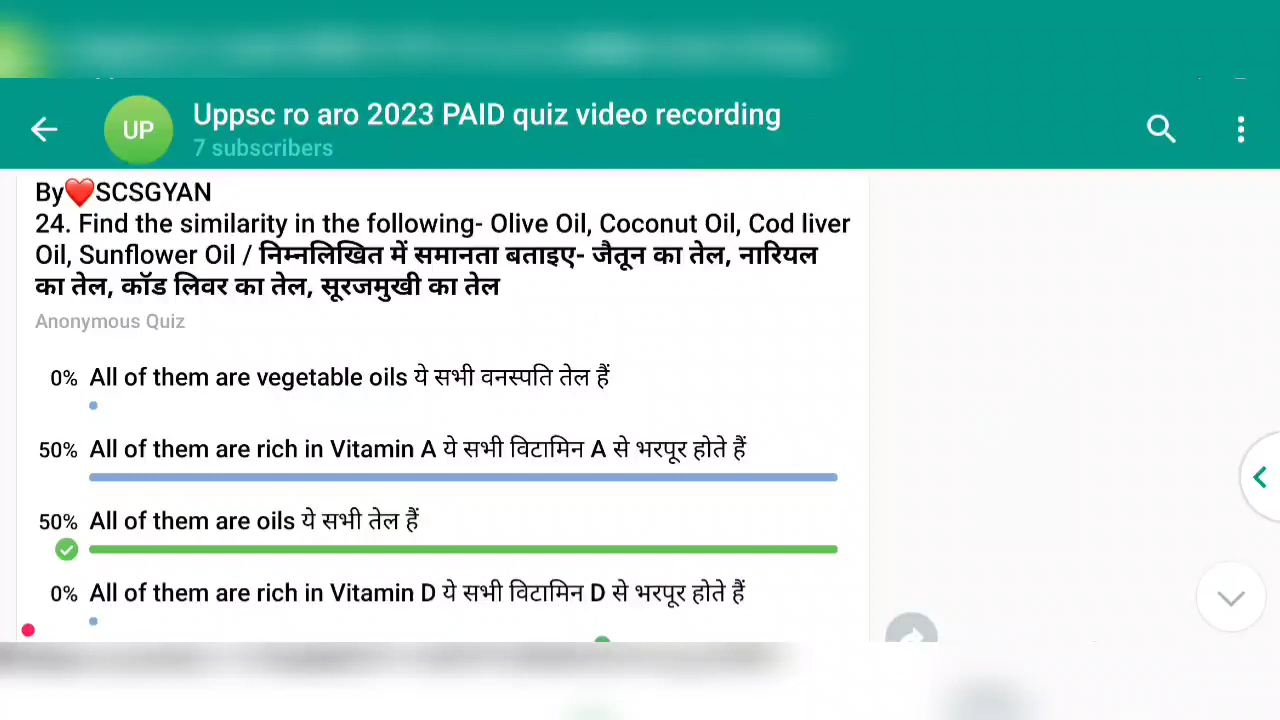 UP
Uppsc ro aro 2023 PAID quiz video recording
7 subscribers
By❤️SCSGYAN
24. Find the similarity in the following- Olive Oil, Coconut Oil, Cod liver
Oil, Sunflower Oil / निम्नलिखित में समानता बताइए- जैतून का तेल, नारियल
का तेल, कॉड लिवर का तेल, सूरजमुखी का तेल
Anonymous Quiz
0% All of them are vegetable oils ये सभी वनस्पति तेल हैं
50% All of them are rich in Vitamin A ये सभी विटामिन A से भरपूर होते हैं
50% All of them are oils ये सभी तेल हैं
0% All of them are rich in Vitamin D ये सभी विटामिन D से भरपूर होते हैं